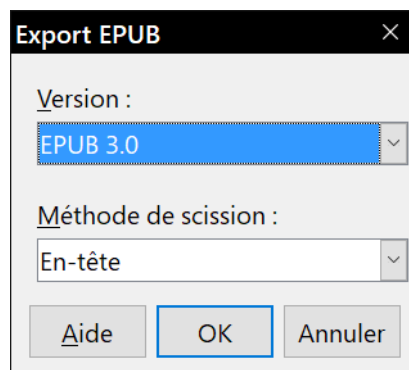 Export EPUB
Version :
EPUB 3.0
Méthode de scission :
En-tête
Aide OK Annuler